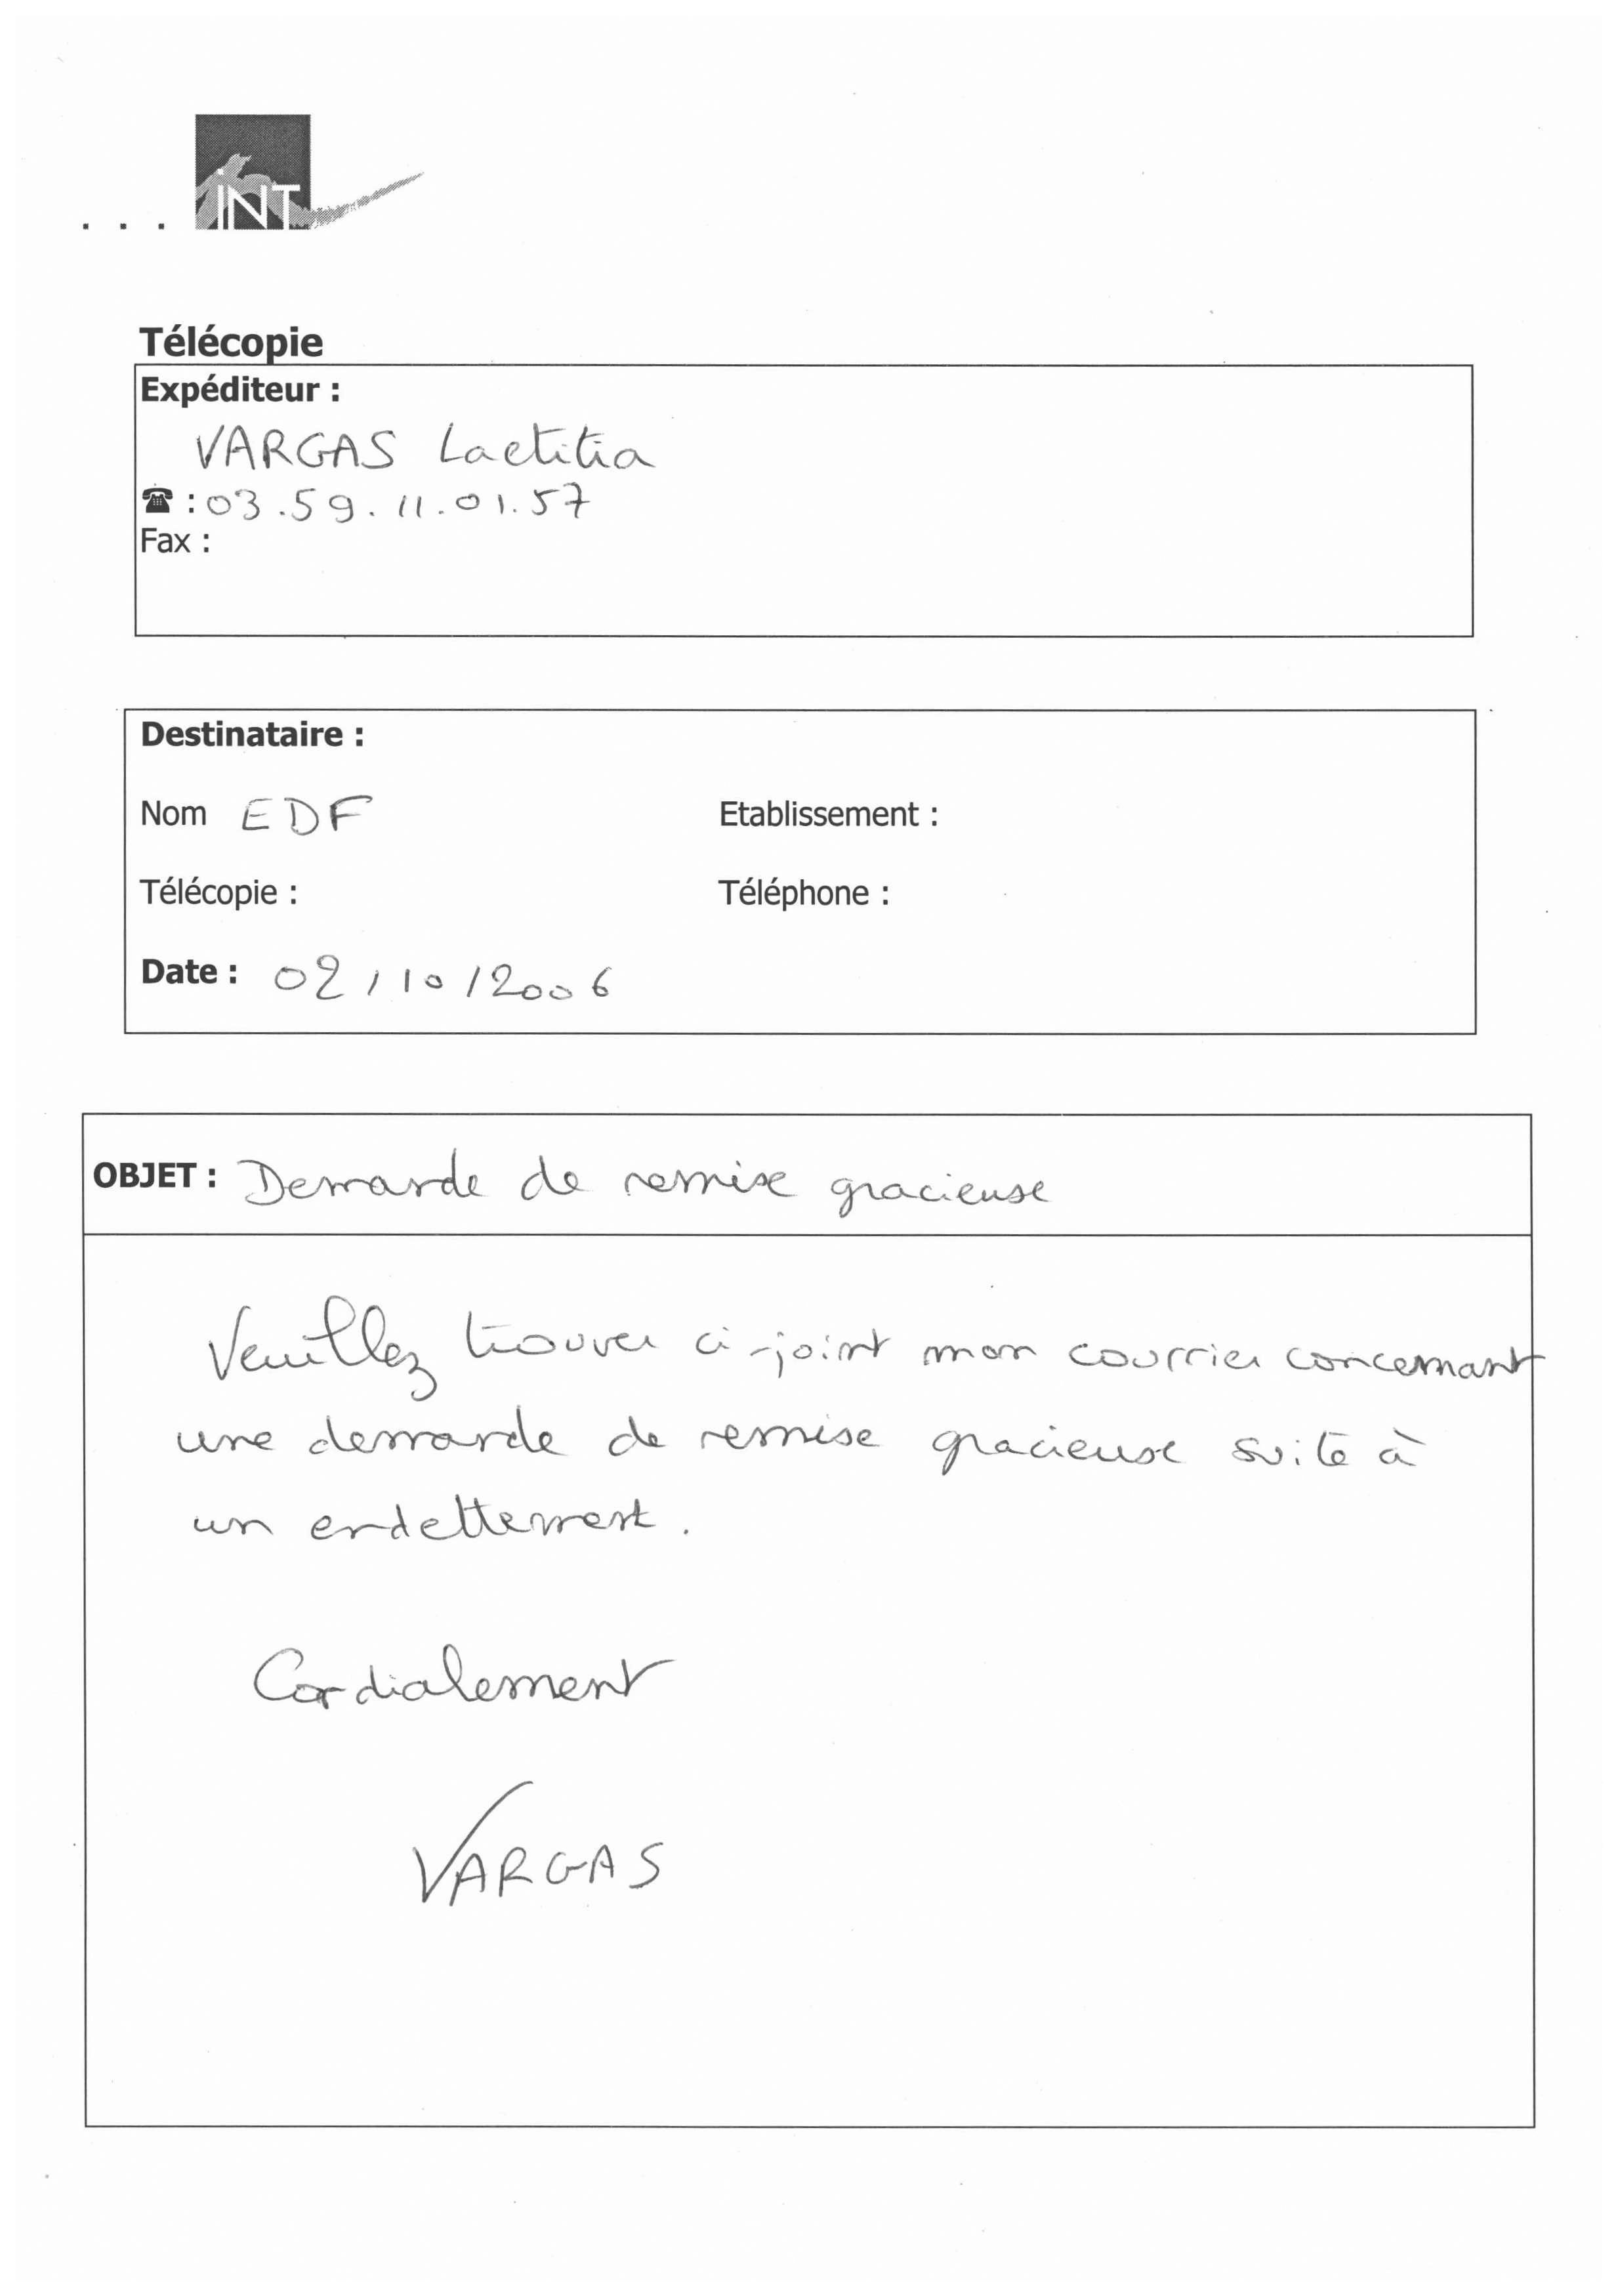 ... iNT
Télécopie
Expéditeur :
VARGAS Laetitia
☎ : 03.59.11.01.57
Fax :
Destinataire :
Nom EDF Etablissement :
Télécopie : Téléphone :
Date : 02/10/2006
OBJET : Demande de remise gracieuse
Veuillez trouver ci-joint mon courrier concernant
une demande de remise gracieuse suite à
un endettement.
Cordialement
VARGAS